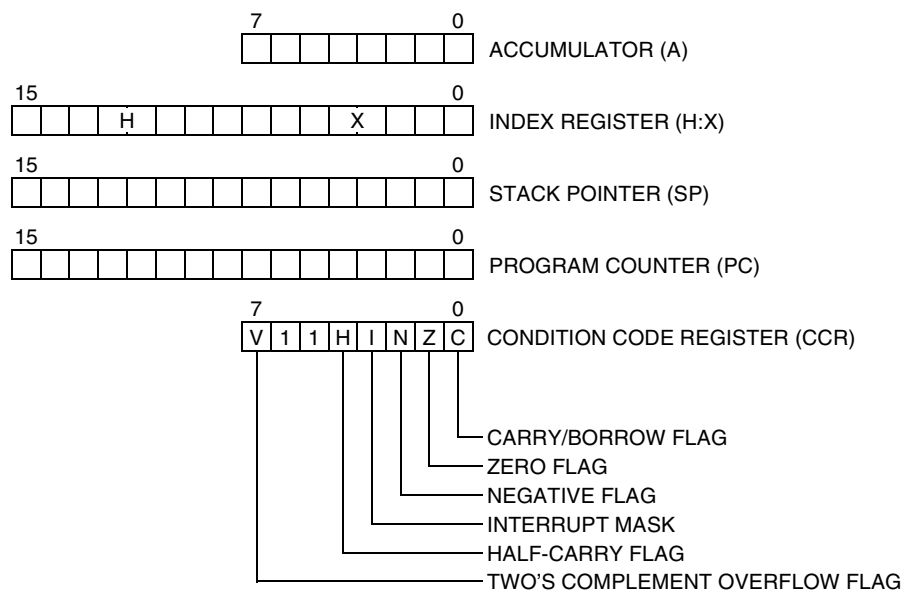 7 0
ACCUMULATOR (A)
15 0
H X INDEX REGISTER (H:X)
15 0
STACK POINTER (SP)
15 0
PROGRAM COUNTER (PC)
7 0
V 1 1 H I N Z C CONDITION CODE REGISTER (CCR)
CARRY/BORROW FLAG
ZERO FLAG
NEGATIVE FLAG
INTERRUPT MASK
HALF-CARRY FLAG
TWO'S COMPLEMENT OVERFLOW FLAG